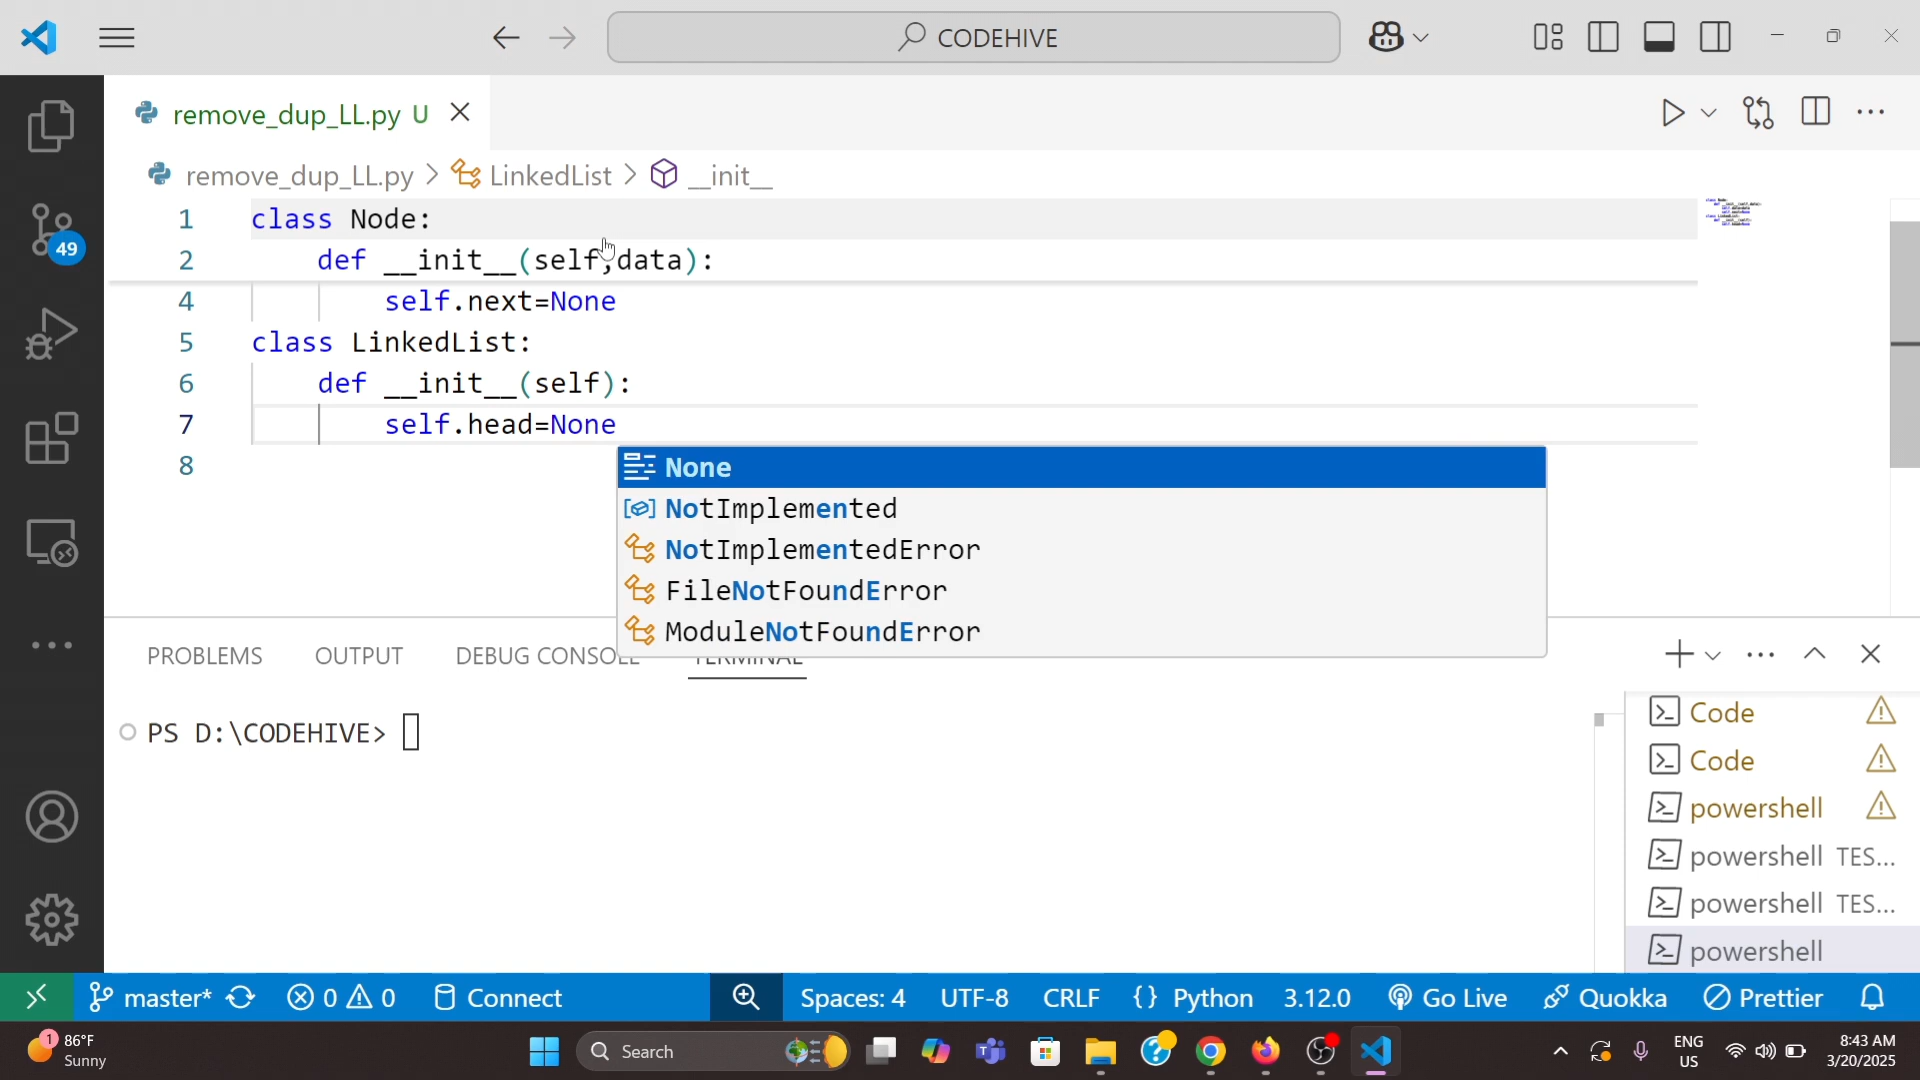 CODEHIVE
remove_dup_LL.py U
remove_dup_LL.py > LinkedList > __init__
1 class Node:
2 def __init__(self,data):
4 self.next=None
5 class LinkedList:
6 def __init__(self):
7 self.head=None
8
None
NotImplemented
NotImplementedError
FileNotFoundError
ModuleNotFoundError
49
PROBLEMS OUTPUT DEBUG CONSOLE TERMINAL
PS D:\CODEHIVE>
Code
Code
powershell
powershell TES...
powershell TES...
powershell
master* 0 0 Connect Spaces: 4 UTF-8 CRLF {} Python 3.12.0 Go Live Quokka Prettier
1 86°F
Sunny
Search
ENG
US
8:43 AM
3/20/2025